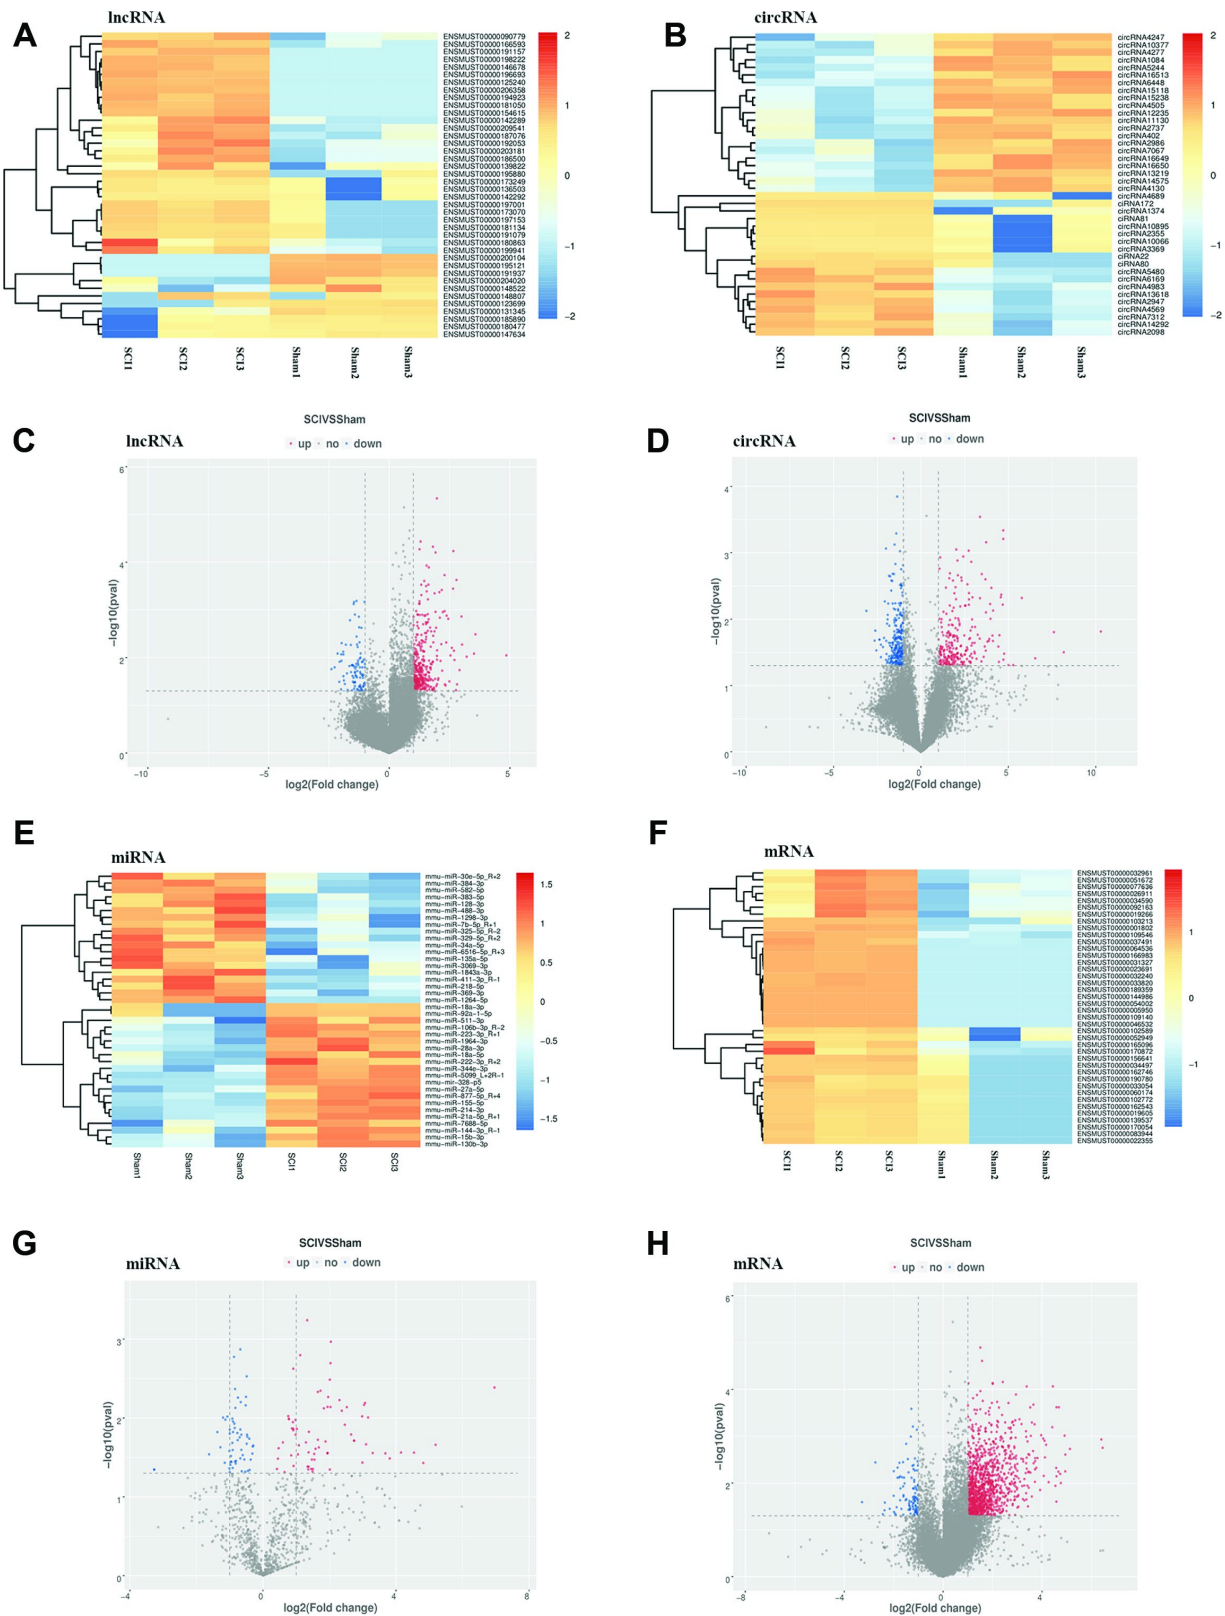 A
lncRNA
ENSMUST00000090779
ENSMUST00000166593
ENSMUST00000191157
ENSMUST00000198222
ENSMUST00000146678
ENSMUST00000196693
ENSMUST00000125240
ENSMUST00000206358
ENSMUST00000194923
ENSMUST00000181050
ENSMUST00000154615
ENSMUST00000142289
ENSMUST00000209541
ENSMUST00000187076
ENSMUST00000192053
ENSMUST00000203181
ENSMUST00000186500
ENSMUST00000139822
ENSMUST00000195880
ENSMUST00000173249
ENSMUST00000136503
ENSMUST00000142292
ENSMUST00000197001
ENSMUST00000173070
ENSMUST00000197153
ENSMUST00000181134
ENSMUST00000191079
ENSMUST00000180863
ENSMUST00000199941
ENSMUST00000200104
ENSMUST00000195121
ENSMUST00000191937
ENSMUST00000204020
ENSMUST00000148522
ENSMUST00000148807
ENSMUST00000123699
ENSMUST00000131345
ENSMUST00000185890
ENSMUST00000180477
ENSMUST00000147634
2
1
0
−1
−2
SCI1 SCI2 SCI3 Sham1 Sham2 Sham3
B
circRNA
circRNA4247
circRNA10377
circRNA4277
circRNA1084
circRNA5244
circRNA16513
circRNA6448
circRNA15118
circRNA15238
circRNA4505
circRNA12235
circRNA11130
circRNA2737
circRNA402
circRNA2986
circRNA7067
circRNA16649
circRNA16650
circRNA13219
circRNA14575
circRNA4130
circRNA4689
ciRNA172
circRNA1374
ciRNA81
circRNA10895
circRNA2355
circRNA10066
circRNA3369
ciRNA22
ciRNA80
circRNA5480
circRNA6169
circRNA4983
circRNA13618
circRNA2947
circRNA4569
circRNA7312
circRNA14292
circRNA2098
2
1
0
−1
−2
SCI1 SCI2 SCI3 Sham1 Sham2 Sham3
C
lncRNA
SCIVSSham
up no down
6
4
2
0
−log10(pval)
−10 −5 0 5
log2(Fold change)
D
circRNA
SCIVSSham
up no down
4
3
2
1
0
−log10(pval)
−10 −5 0 5 10
log2(Fold change)
E
miRNA
mmu−miR−30e−5p_R+2
mmu−miR−384−3p
mmu−miR−582−5p
mmu−miR−383−5p
mmu−miR−128−3p
mmu−miR−488−3p
mmu−miR−1298−3p
mmu−miR−7b−5p_R+1
mmu−miR−325−5p_R−2
mmu−miR−329−5p_R+2
mmu−miR−34a−5p
mmu−miR−6516−5p_R+3
mmu−miR−135a−5p
mmu−miR−3069−3p
mmu−miR−1843a−3p
mmu−miR−411−3p_R−1
mmu−miR−218−5p
mmu−miR−369−3p
mmu−miR−1264−5p
mmu−miR−18a−3p
mmu−miR−92a−1−5p
mmu−miR−511−3p
mmu−miR−106b−3p_R−2
mmu−miR−223−3p_R+1
mmu−miR−1964−3p
mmu−miR−28a−3p
mmu−miR−18a−5p
mmu−miR−222−3p_R+2
mmu−miR−344e−3p
mmu−miR−5099_L+2R−1
mmu−mir−328−p5
mmu−miR−27a−5p
mmu−miR−877−5p_R+4
mmu−miR−155−5p
mmu−miR−214−3p
mmu−miR−21a−5p_R+1
mmu−miR−7688−5p
mmu−miR−144−3p_R−1
mmu−miR−15b−3p
mmu−miR−130b−3p
1.5
1
0.5
0
−0.5
−1
−1.5
Sham1 Sham2 Sham3 SCI1 SCI2 SCI3
F
mRNA
ENSMUST00000032961
ENSMUST00000051672
ENSMUST00000077636
ENSMUST00000026911
ENSMUST00000034590
ENSMUST00000092163
ENSMUST00000019266
ENSMUST00000103213
ENSMUST00000001802
ENSMUST00000109546
ENSMUST00000037491
ENSMUST00000064536
ENSMUST00000166983
ENSMUST00000031327
ENSMUST00000023691
ENSMUST00000032240
ENSMUST00000033820
ENSMUST00000189359
ENSMUST00000144986
ENSMUST00000054002
ENSMUST00000005950
ENSMUST00000109140
ENSMUST00000046532
ENSMUST00000102589
ENSMUST00000052949
ENSMUST00000165096
ENSMUST00000170872
ENSMUST00000156641
ENSMUST00000034497
ENSMUST00000162746
ENSMUST00000190780
ENSMUST00000033054
ENSMUST00000060174
ENSMUST00000102772
ENSMUST00000162543
ENSMUST00000019605
ENSMUST00000139537
ENSMUST00000170054
ENSMUST00000083944
ENSMUST00000022355
1
0
−1
SCI1 SCI2 SCI3 Sham1 Sham2 Sham3
G
miRNA
SCIVSSham
up no down
3
2
1
0
−log10(pval)
−4 0 4 8
log2(Fold change)
H
mRNA
SCIVSSham
up no down
6
4
2
0
−log10(pval)
−8 −4 0 4
log2(Fold change)